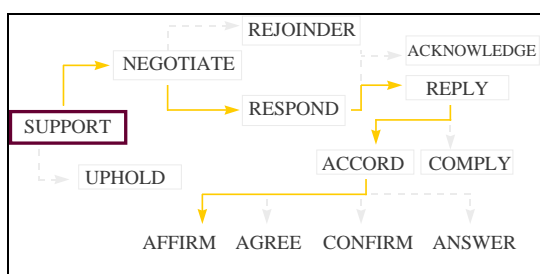 REJOINDER
ACKNOWLEDGE
NEGOTIATE
REPLY
RESPOND
SUPPORT
ACCORD COMPLY
UPHOLD
AFFIRM AGREE CONFIRM ANSWER